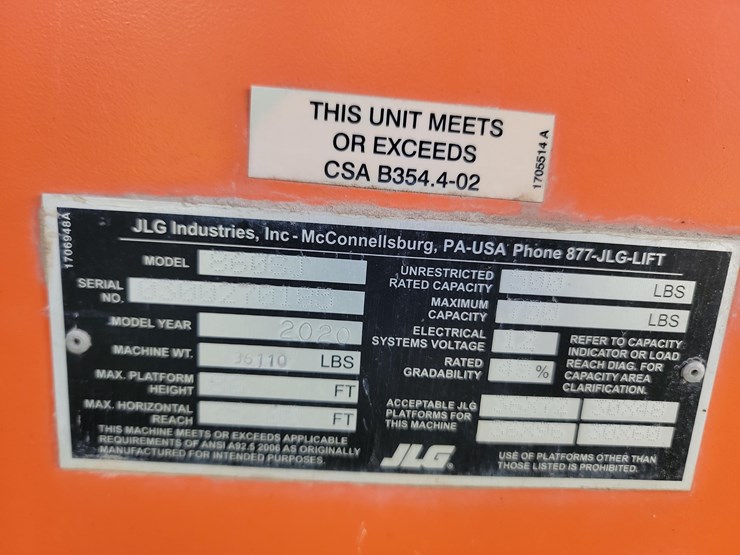 THIS UNIT MEETS
OR EXCEEDS
CSA B354.4-02
1705514 A
1706948A
JLG Industries, Inc - McConnellsburg, PA-USA Phone 877-JLG-LIFT
MODEL 860SJ
SERIAL NO.
MODEL YEAR 2020
MACHINE WT. 36110 LBS
MAX. PLATFORM HEIGHT FT
MAX. HORIZONTAL REACH FT
THIS MACHINE MEETS OR EXCEEDS APPLICABLE
REQUIREMENTS OF ANSI A92.5 2006 AS ORIGINALLY
MANUFACTURED FOR INTENDED PURPOSES.
UNRESTRICTED RATED CAPACITY LBS
MAXIMUM CAPACITY LBS
ELECTRICAL SYSTEMS VOLTAGE
RATED GRADABILITY %
REFER TO CAPACITY
INDICATOR OR LOAD
REACH DIAG. FOR
CAPACITY AREA
CLARIFICATION.
ACCEPTABLE JLG
PLATFORMS FOR
THIS MACHINE
JLG
USE OF PLATFORMS OTHER THAN
THOSE LISTED IS PROHIBITED.